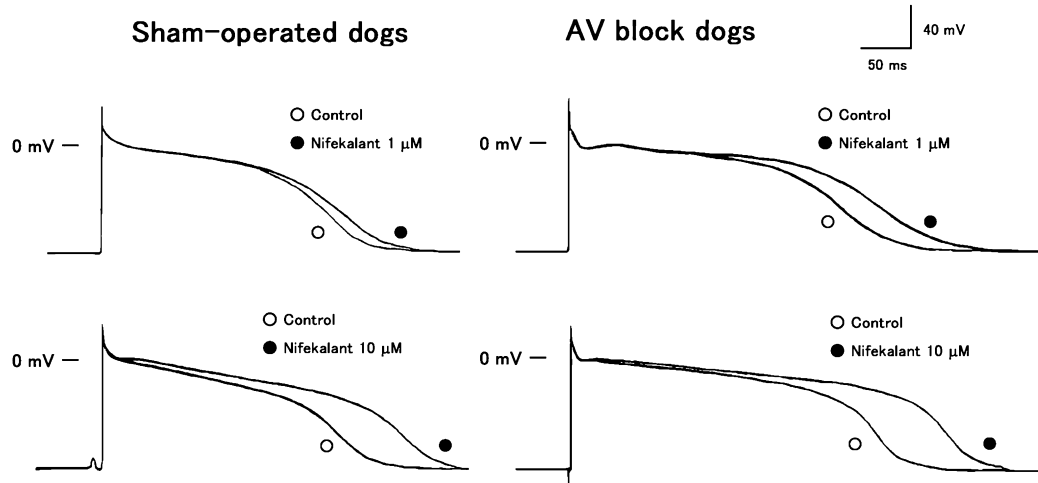 Sham-operated dogs
AV block dogs
40 mV
50 ms
0 mV
Control
Nifekalant 1 μM
0 mV
Control
Nifekalant 1 μM
0 mV
Control
Nifekalant 10 μM
0 mV
Control
Nifekalant 10 μM